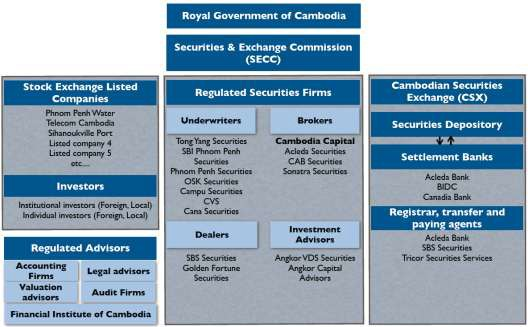 Royal Government of Cambodia
Securities & Exchange Commission
(SECC)
Stock Exchange Listed
Companies
Phnom Penh Water
Telecom Cambodia
Sihanoukville Port
Listed company 4
Listed company 5
etc....
Investors
Institutional investors (Foreign, Local)
Individual investors (Foreign, Local)
Regulated Advisors
Accounting
Firms
Legal advisors
Valuation
advisors
Audit Firms
Financial Institute of Cambodia
Regulated Securities Firms
Underwriters
Tong Yang Securities
SBI Phnom Penh
Securities
Phnom Penh Securities
OSK Securities
Campu Securities
CVS
Cana Securities
Brokers
Cambodia Capital
Acleda Securities
CAB Securities
Sonatra Securities
Dealers
SBS Securities
Golden Fortune
Securities
Investment
Advisors
Angkor VDS Securities
Angkor Capital
Advisors
Cambodian Securities
Exchange (CSX)
Securities Depository
Settlement Banks
Acleda Bank
BIDC
Canadia Bank
Registrar, transfer and
paying agents
Acleda Bank
SBS Securities
Tricor Securities Services